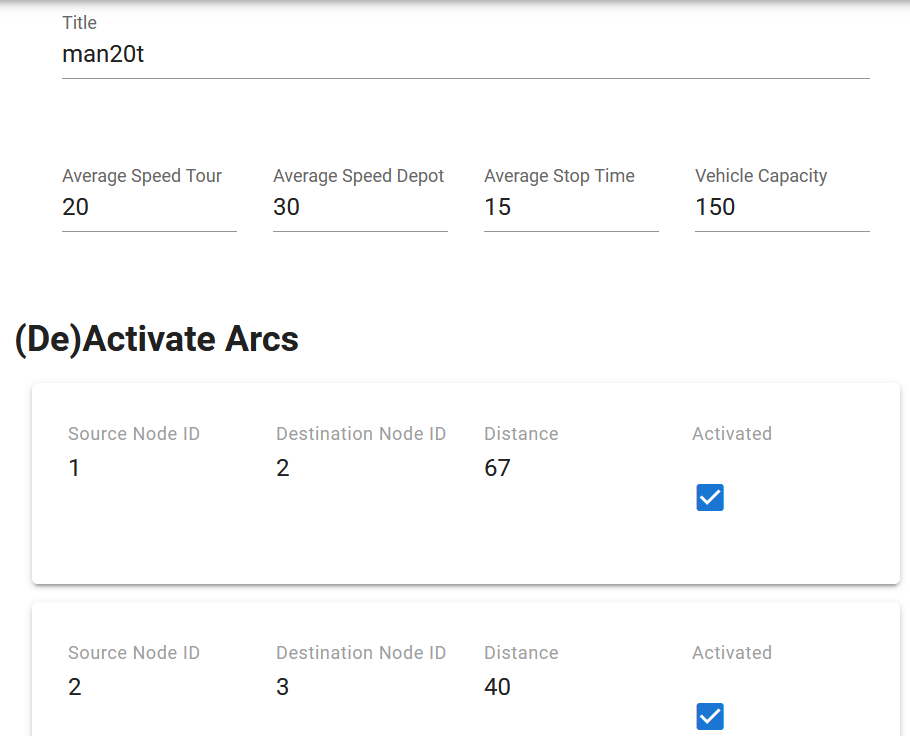 Title
man20t
Average Speed Tour Average Speed Depot Average Stop Time Vehicle Capacity
20 30 15 150
(De)Activate Arcs
Source Node ID Destination Node ID Distance Activated
1 2 67
Source Node ID Destination Node ID Distance Activated
2 3 40